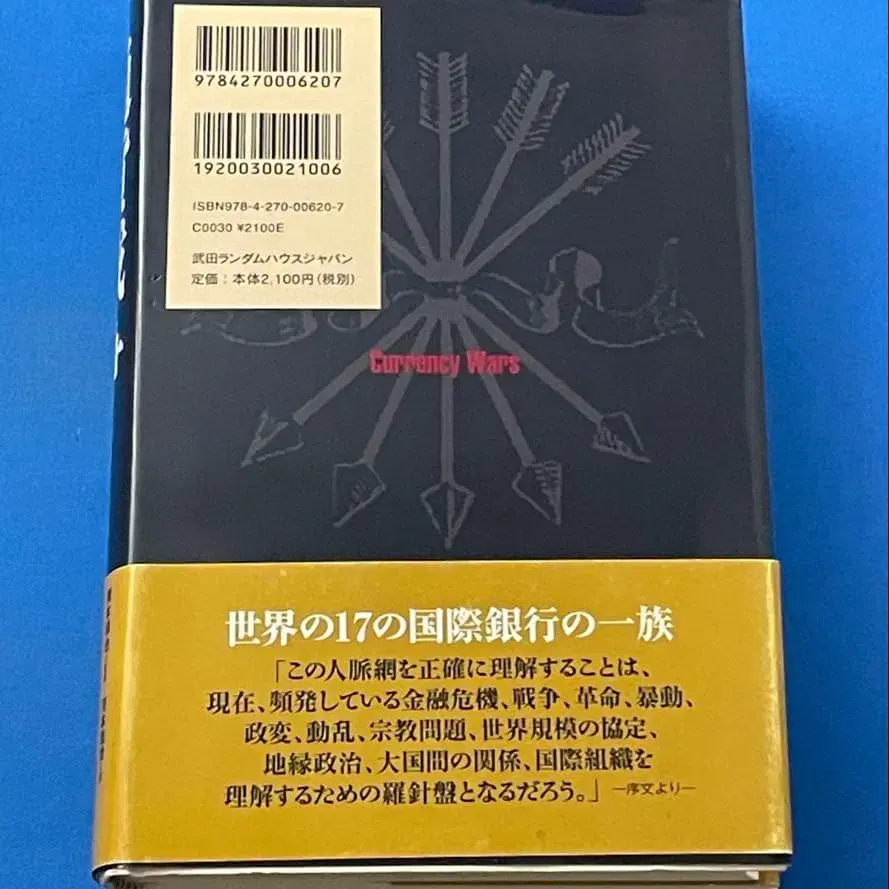 9784270006207
1920030021006
ISBN978-4-270-00620-7
C0030 ¥2100E
武田ランダムハウスジャパン
定価：本体2,100円（税別）
Currency Wars
世界の17の国際銀行の一族
「この人脈網を正確に理解することは、
現在、頻発している金融危機、戦争、革命、暴動、
政変、動乱、宗教問題、世界規模の協定、
地縁政治、大国間の関係、国際組織を
理解するための羅針盤となるだろう。」 ―序文より―